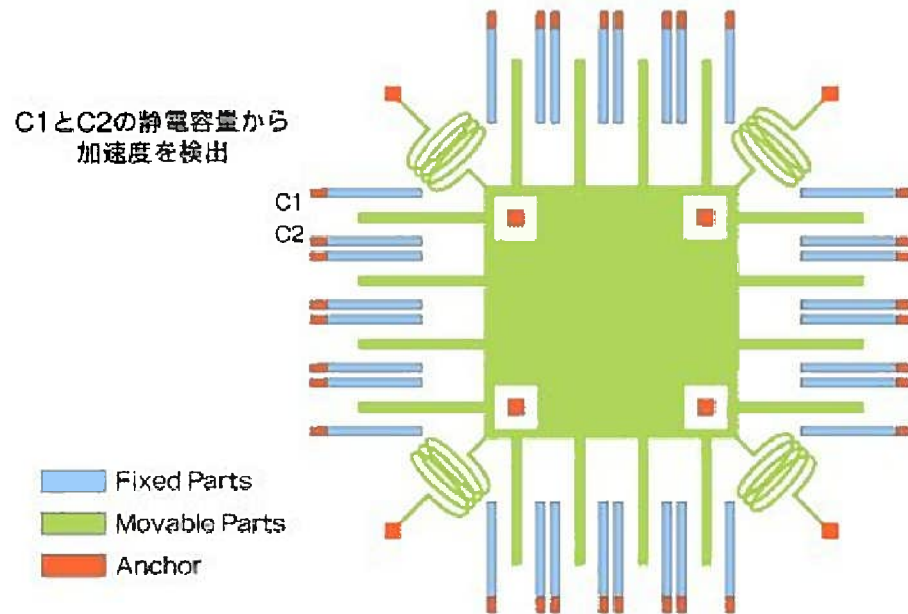 C1とC2の静電容量から
加速度を検出
C1
C2
Fixed Parts
Movable Parts
Anchor